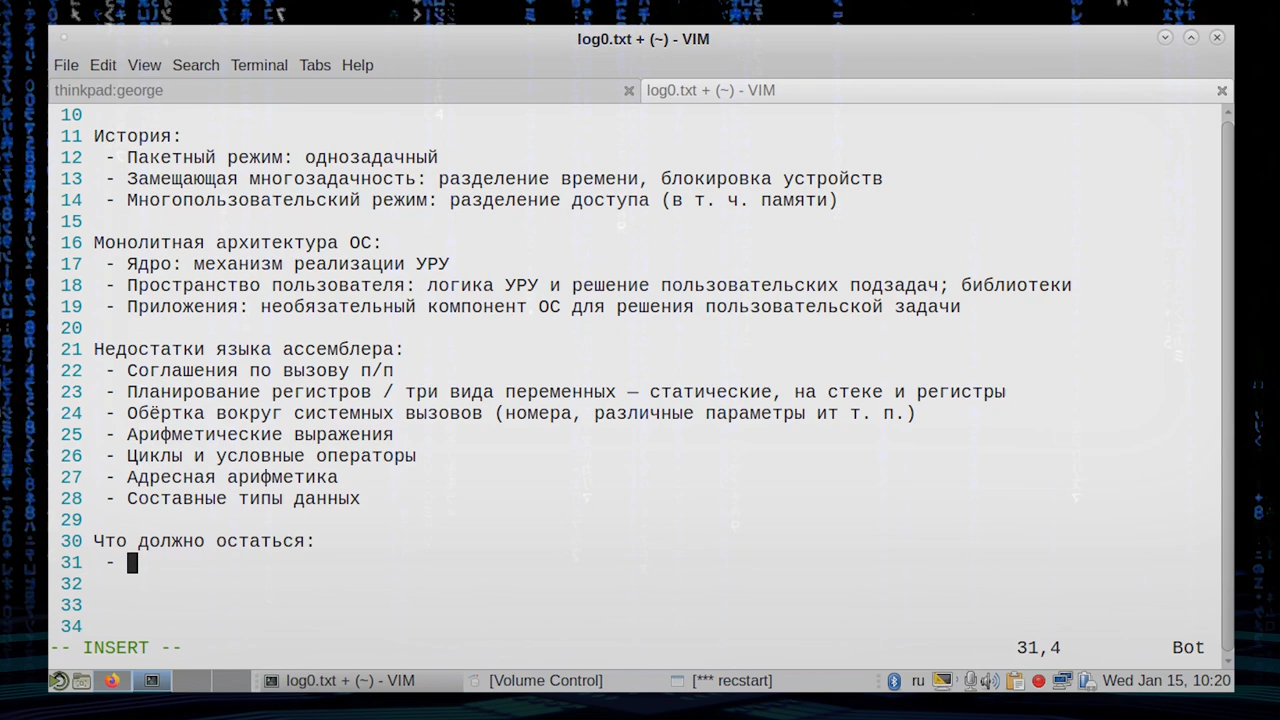 log0.txt + (~) - VIM
File Edit View Search Terminal Tabs Help
thinkpad:george
log0.txt + (~) - VIM
10
11 История:
12 - Пакетный режим: однозадачный
13 - Замещающая многозадачность: разделение времени, блокировка устройств
14 - Многопользовательский режим: разделение доступа (в т. ч. памяти)
15
16 Монолитная архитектура ОС:
17 - Ядро: механизм реализации УРУ
18 - Пространство пользователя: логика УРУ и решение пользовательских подзадач; библиотеки
19 - Приложения: необязательный компонент ОС для решения пользовательской задачи
20
21 Недостатки языка ассемблера:
22 - Соглашения по вызову п/п
23 - Планирование регистров / три вида переменных — статические, на стеке и регистры
24 - Обёртка вокруг системных вызовов (номера, различные параметры ит т. п.)
25 - Арифметические выражения
26 - Циклы и условные операторы
27 - Адресная арифметика
28 - Составные типы данных
29
30 Что должно остаться:
31 -
32
33
34
-- INSERT -- 31,4 Bot
log0.txt + (~) - VIM [Volume Control] [*** recstart] ru Wed Jan 15, 10:20